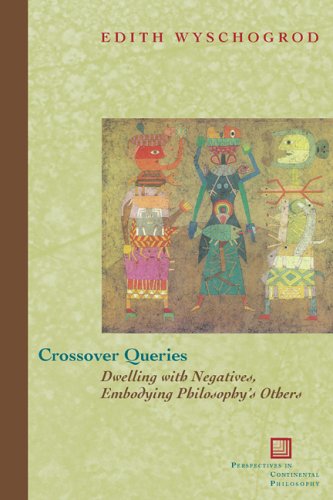 EDITH WYSCHOGROD
Crossover Queries
Dwelling with Negatives,
Embodying Philosophy's Others
PERSPECTIVES IN
CONTINENTAL
PHILOSOPHY